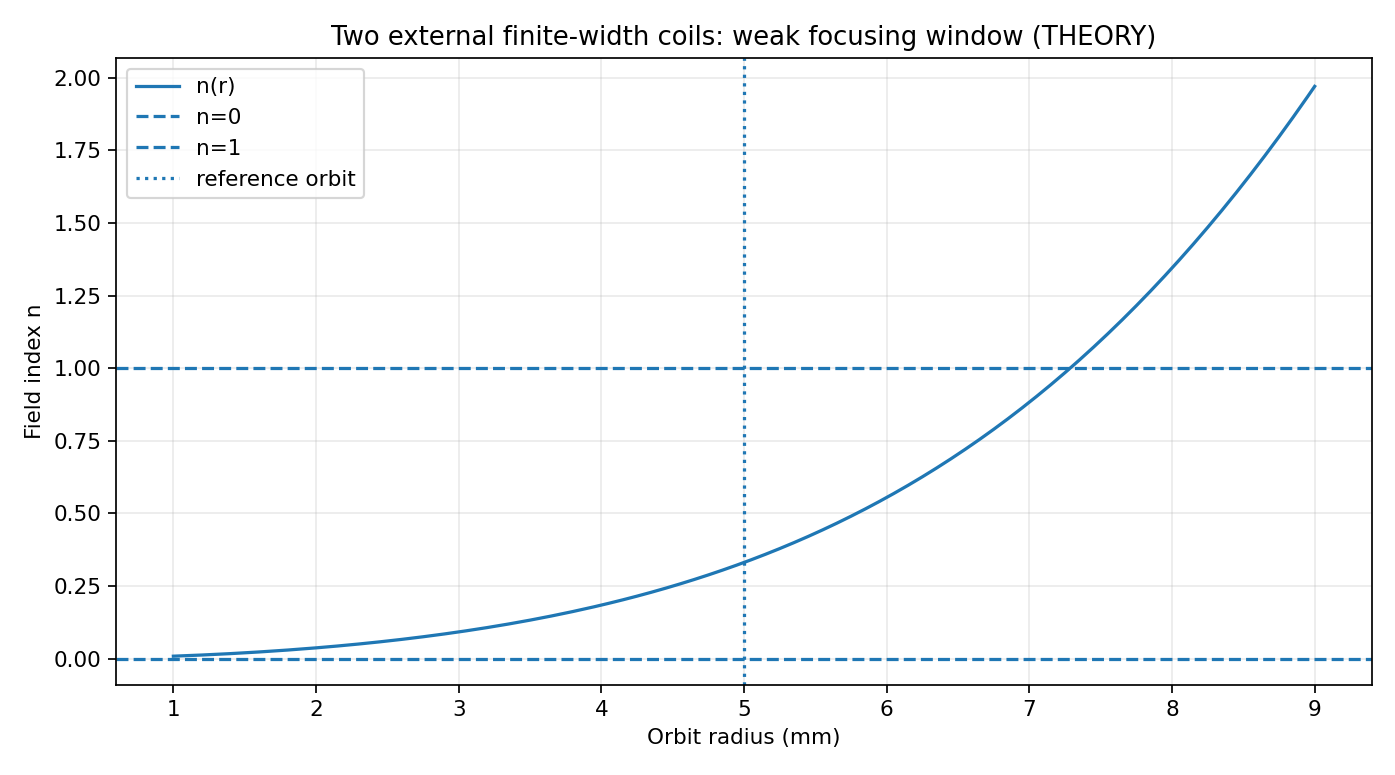 Two external finite-width coils: weak focusing window (THEORY)
n(r)
n=0
n=1
reference orbit
Field index n
2.00
1.75
1.50
1.25
1.00
0.75
0.50
0.25
0.00
1 2 3 4 5 6 7 8 9
Orbit radius (mm)